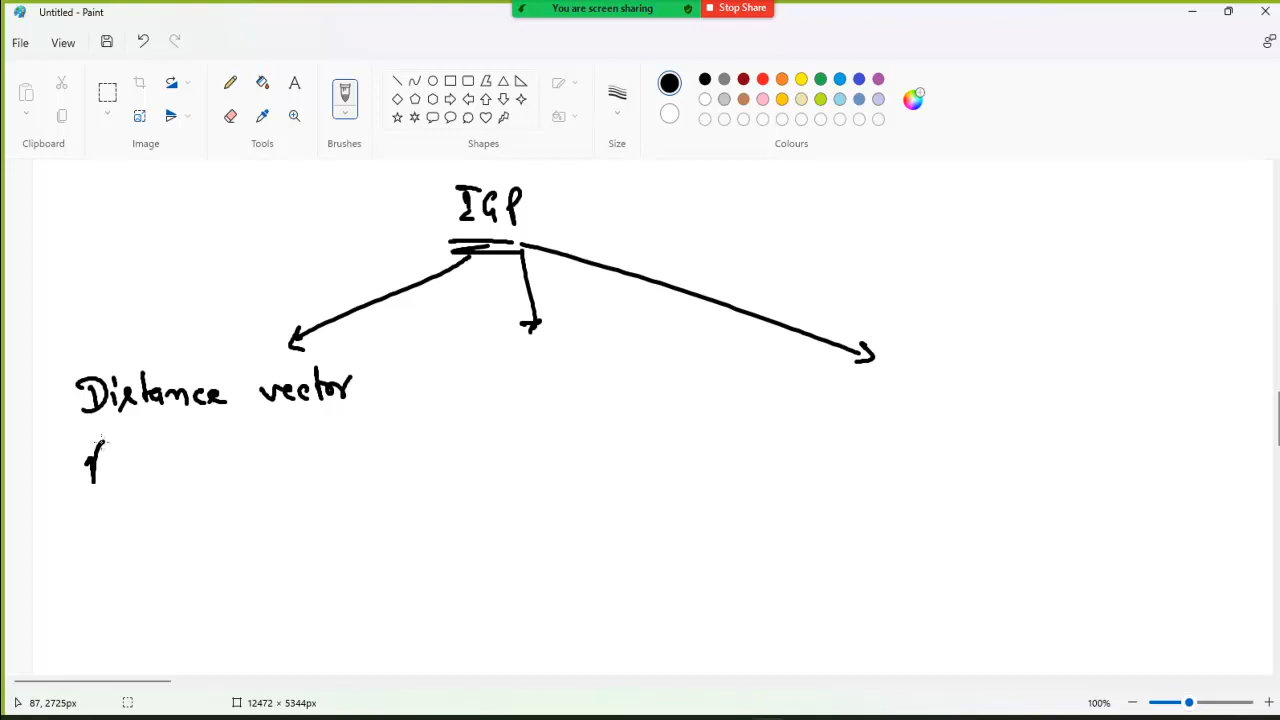 You are screen sharing Stop Share
Untitled - Paint
File View
Clipboard Image Tools Brushes Shapes Size Colours
IGP
Distance vector
r
87, 2725px 12472 × 5344px 100%